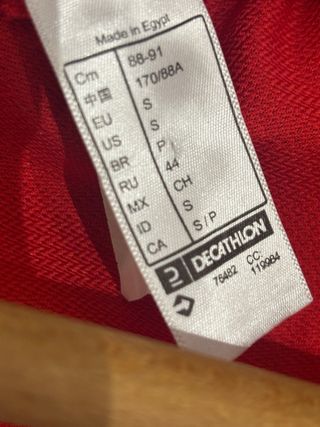 Made in Egypt
Cm 88-91
中国 170/88A
EU S
US S
BR P
RU 44
MX CH
ID S
CA S/P
DECATHLON
76482 CC:
119984